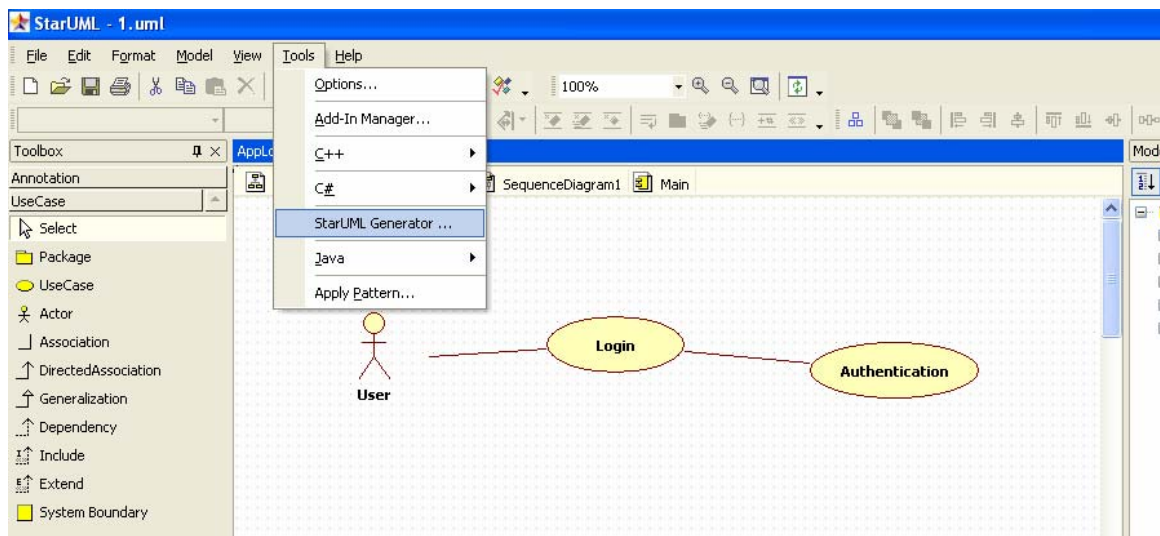 StarUML - 1.uml
File Edit Format Model View Tools Help
100%
Toolbox
Annotation
UseCase
Select
Package
UseCase
Actor
Association
DirectedAssociation
Generalization
Dependency
Include
Extend
System Boundary
Options...
Add-In Manager...
C++
C#
StarUML Generator ...
Java
Apply Pattern...
SequenceDiagram1 Main
User
Login
Authentication